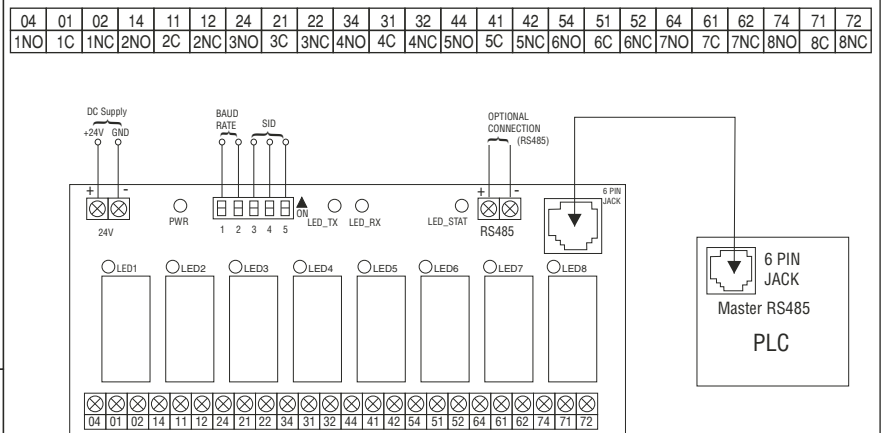 04 01 02 14 11 12 24 21 22 34 31 32 44 41 42 54 51 52 64 61 62 74 71 72
1NO 1C 1NC 2NO 2C 2NC 3NO 3C 3NC 4NO 4C 4NC 5NO 5C 5NC 6NO 6C 6NC 7NO 7C 7NC 8NO 8C 8NC
DC Supply
+24V GND
BAUD
RATE
SID
OPTIONAL
CONNECTION
(RS485)
+ -
24V
PWR
1 2 3 4 5
ON
LED_TX LED_RX
LED_STAT
+ -
RS485
6 PIN
JACK
LED1 LED2 LED3 LED4 LED5 LED6 LED7 LED8
6 PIN
JACK
Master RS485
PLC
04 01 02 14 11 12 24 21 22 34 31 32 44 41 42 54 51 52 64 61 62 74 71 72